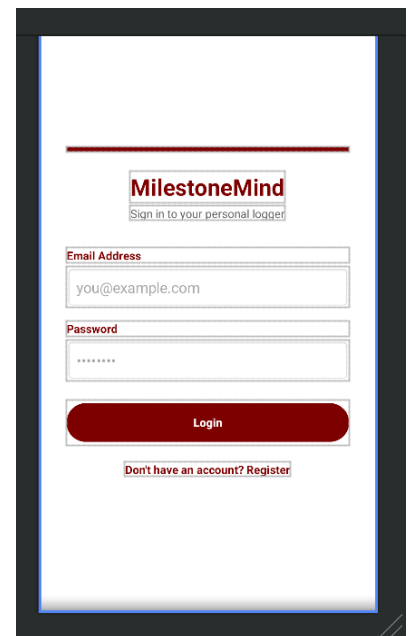 MilestoneMind
Sign in to your personal logger
Email Address
you@example.com
Password
••••••••
Login
Don't have an account? Register